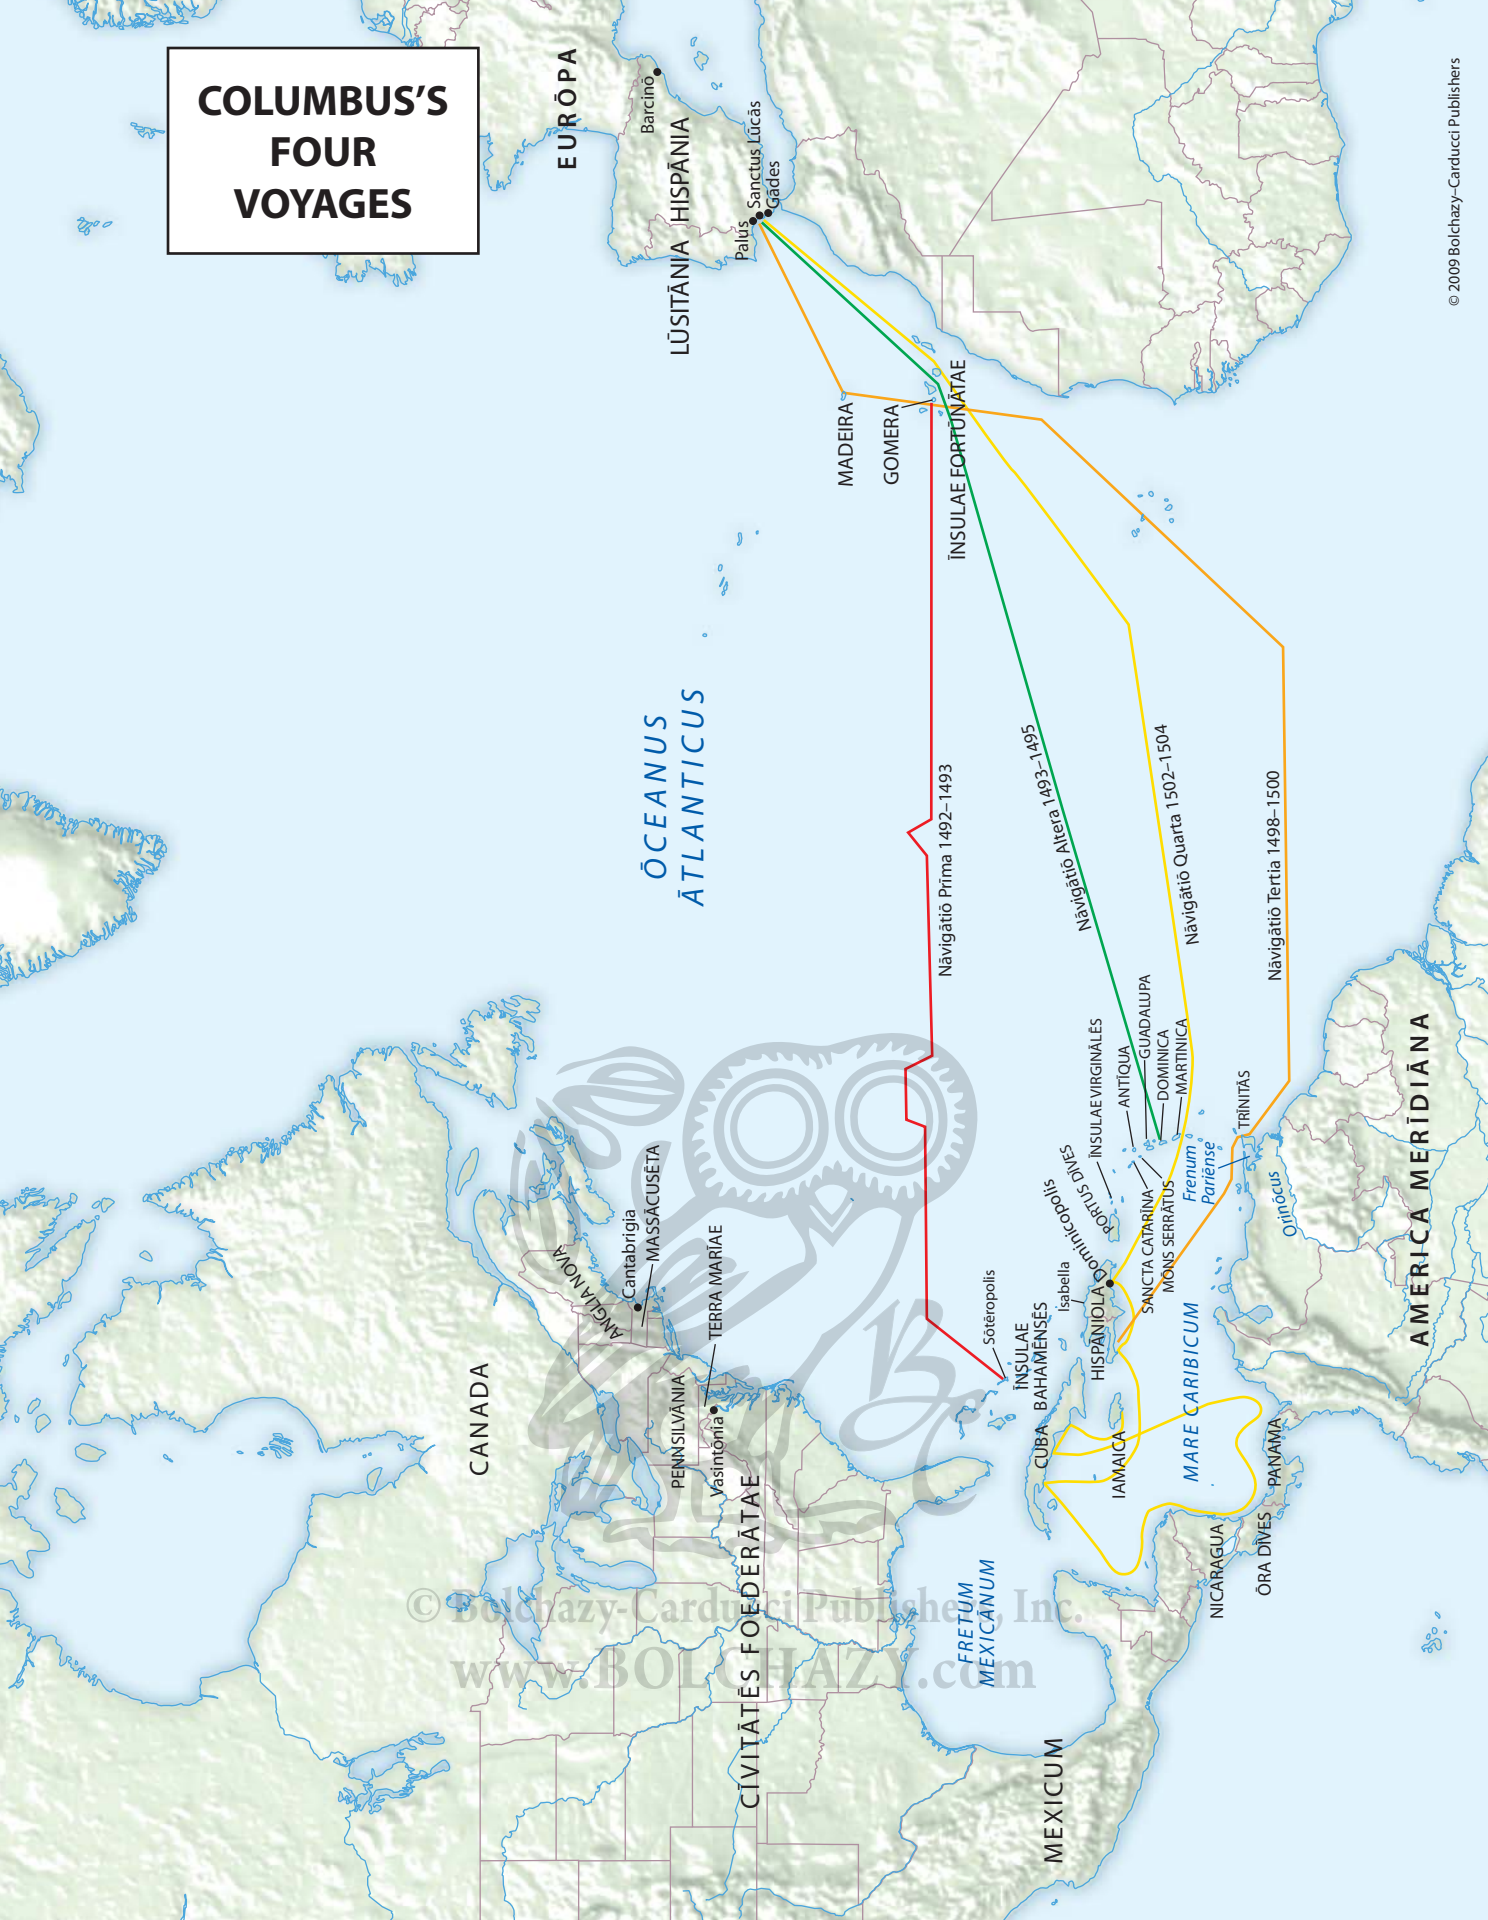 COLUMBUS’S
FOUR
VOYAGES
EURŌPA
Barcinō
LŪSITĀNIA HISPĀNIA
Sanctus Lūcās
Gādes
Palus
MADEIRA
GOMERA
ĪNSULAE FORTŪNĀTAE
ŌCEANUS
ĀTLANTICUS
Nāvigātiō Prīma 1492–1493
Nāvigātiō Altera 1493–1495
Nāvigātiō Quarta 1502–1504
Nāvigātiō Tertia 1498–1500
CANADA
ANGLIA NOVA
Cantabrigia
MASSĀCUSĒTA
TERRA MARĪAE
PENNSILVĀNIA
Vasintōnia
CĪVITĀTĒS FOEDERĀTAE
Sōtēropolis
ĪNSULAE
BAHAMĒNSĒS
CUBA
IAMAICA
HISPĀNIOLA
Isabella
Dominicopolis
PORTUS DĪVES
ĪNSULAE VIRGINĀLĒS
ANTĪQUA
GUADALUPA
DOMINICA
MARTINICA
SANCTA CATARĪNA
MŌNS SERRĀTUS
Frenum
Pariēnse
TRĪNITĀS
Orinōcus
MARE CARIBICUM
AMERICA MERĪDIĀNA
PANAMA
ŌRA DĪVES
NICARAGUA
FRETUM
MEXICANUM
MEXICUM
© Bolchazy-Carducci Publishers, Inc.
www.BOLCHAZY.com
BC
© 2009 Bolchazy–Carducci Publishers